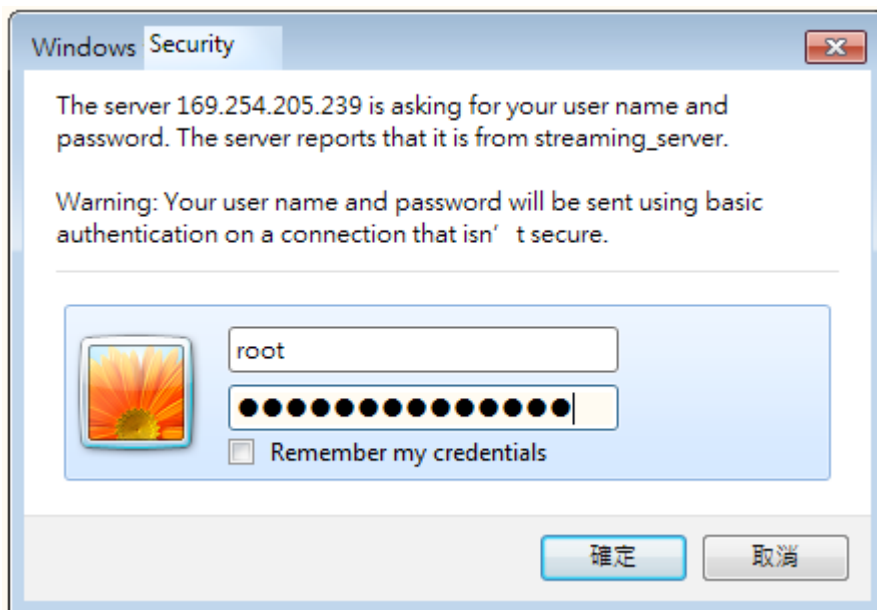 Windows Security
The server 169.254.205.239 is asking for your user name and
password. The server reports that it is from streaming_server.
Warning: Your user name and password will be sent using basic
authentication on a connection that isn’ t secure.
root
●●●●●●●●●●●●●●
Remember my credentials
確定 取消